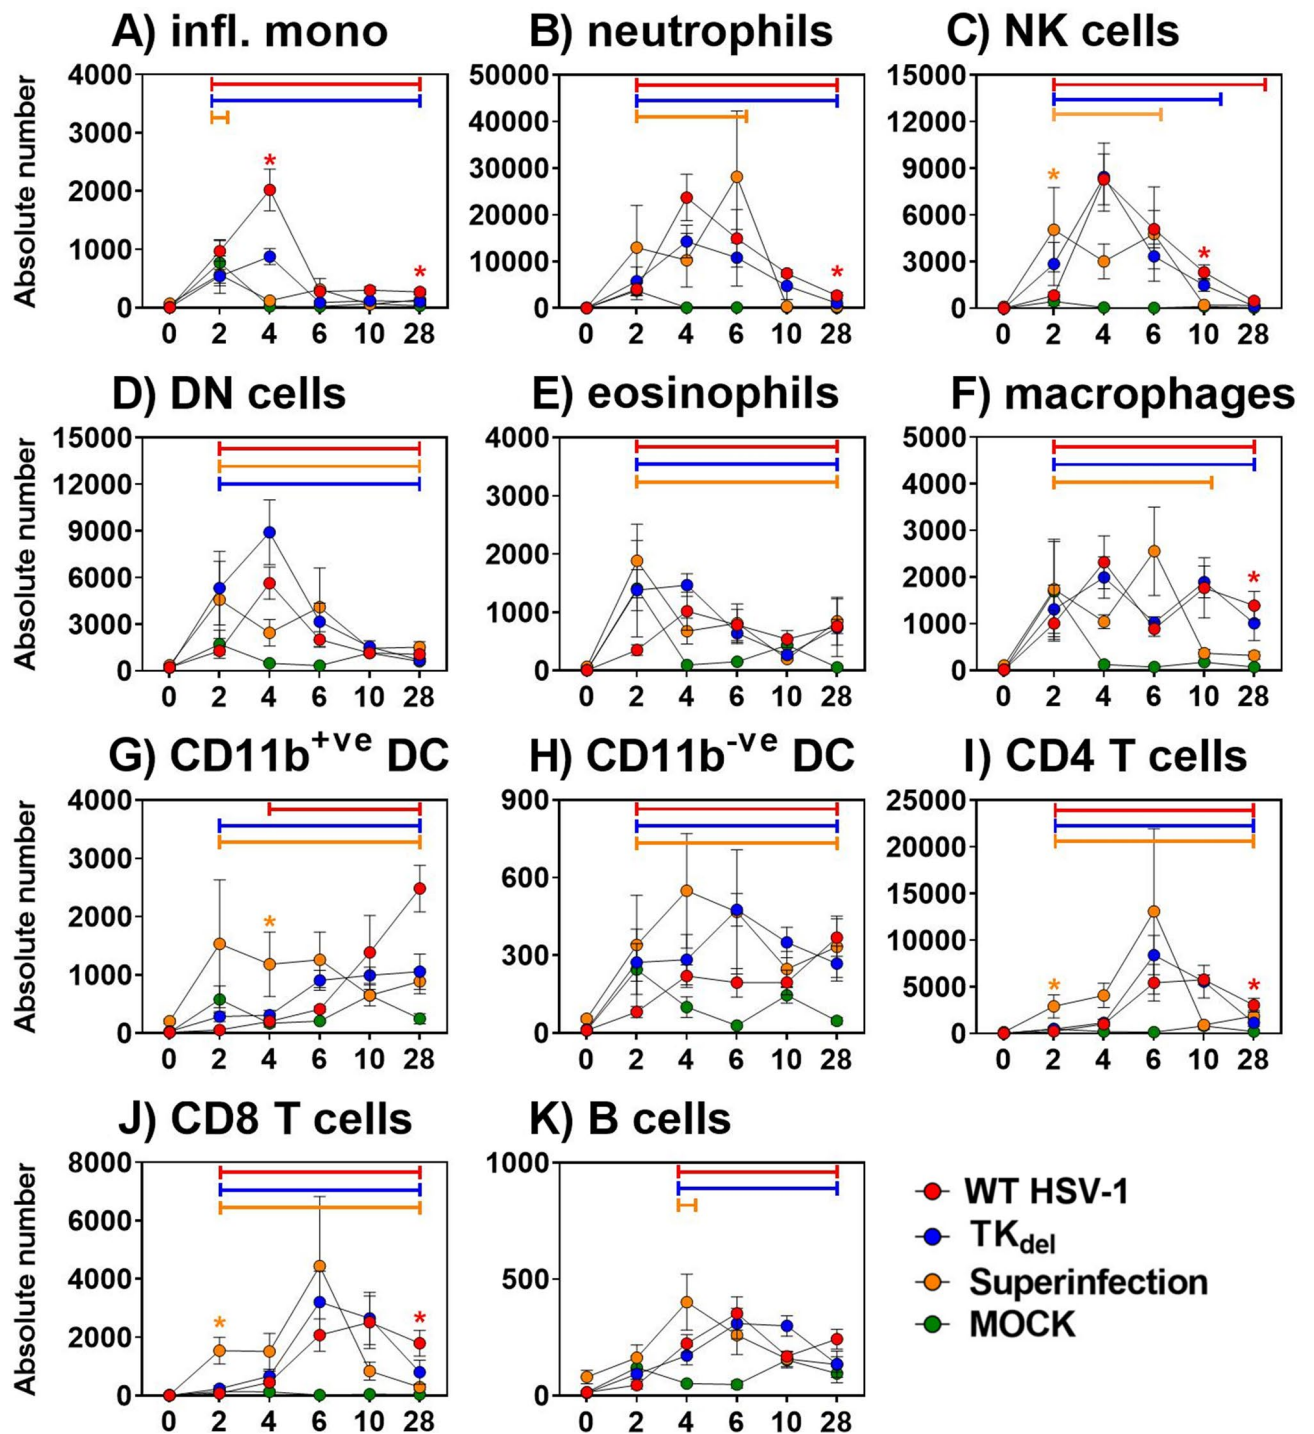 A) infl. mono
B) neutrophils
C) NK cells
Absolute number
4000
3000
2000
1000
0
0 2 4 6 10 28
*
*
50000
40000
30000
20000
10000
0
0 2 4 6 10 28
*
15000
12000
9000
6000
3000
0
0 2 4 6 10 28
*
*
D) DN cells
E) eosinophils
F) macrophages
Absolute number
15000
12000
9000
6000
3000
0
0 2 4 6 10 28
4000
3000
2000
1000
0
0 2 4 6 10 28
5000
4000
3000
2000
1000
0
0 2 4 6 10 28
*
G) CD11b+ve DC
H) CD11b-ve DC
I) CD4 T cells
Absolute number
4000
3000
2000
1000
0
0 2 4 6 10 28
*
900
600
300
0
0 2 4 6 10 28
25000
20000
15000
10000
5000
0
0 2 4 6 10 28
*
*
J) CD8 T cells
K) B cells
Absolute number
8000
6000
4000
2000
0
0 2 4 6 10 28
*
*
1000
500
0
0 2 4 6 10 28
WT HSV-1
TKdel
Superinfection
MOCK